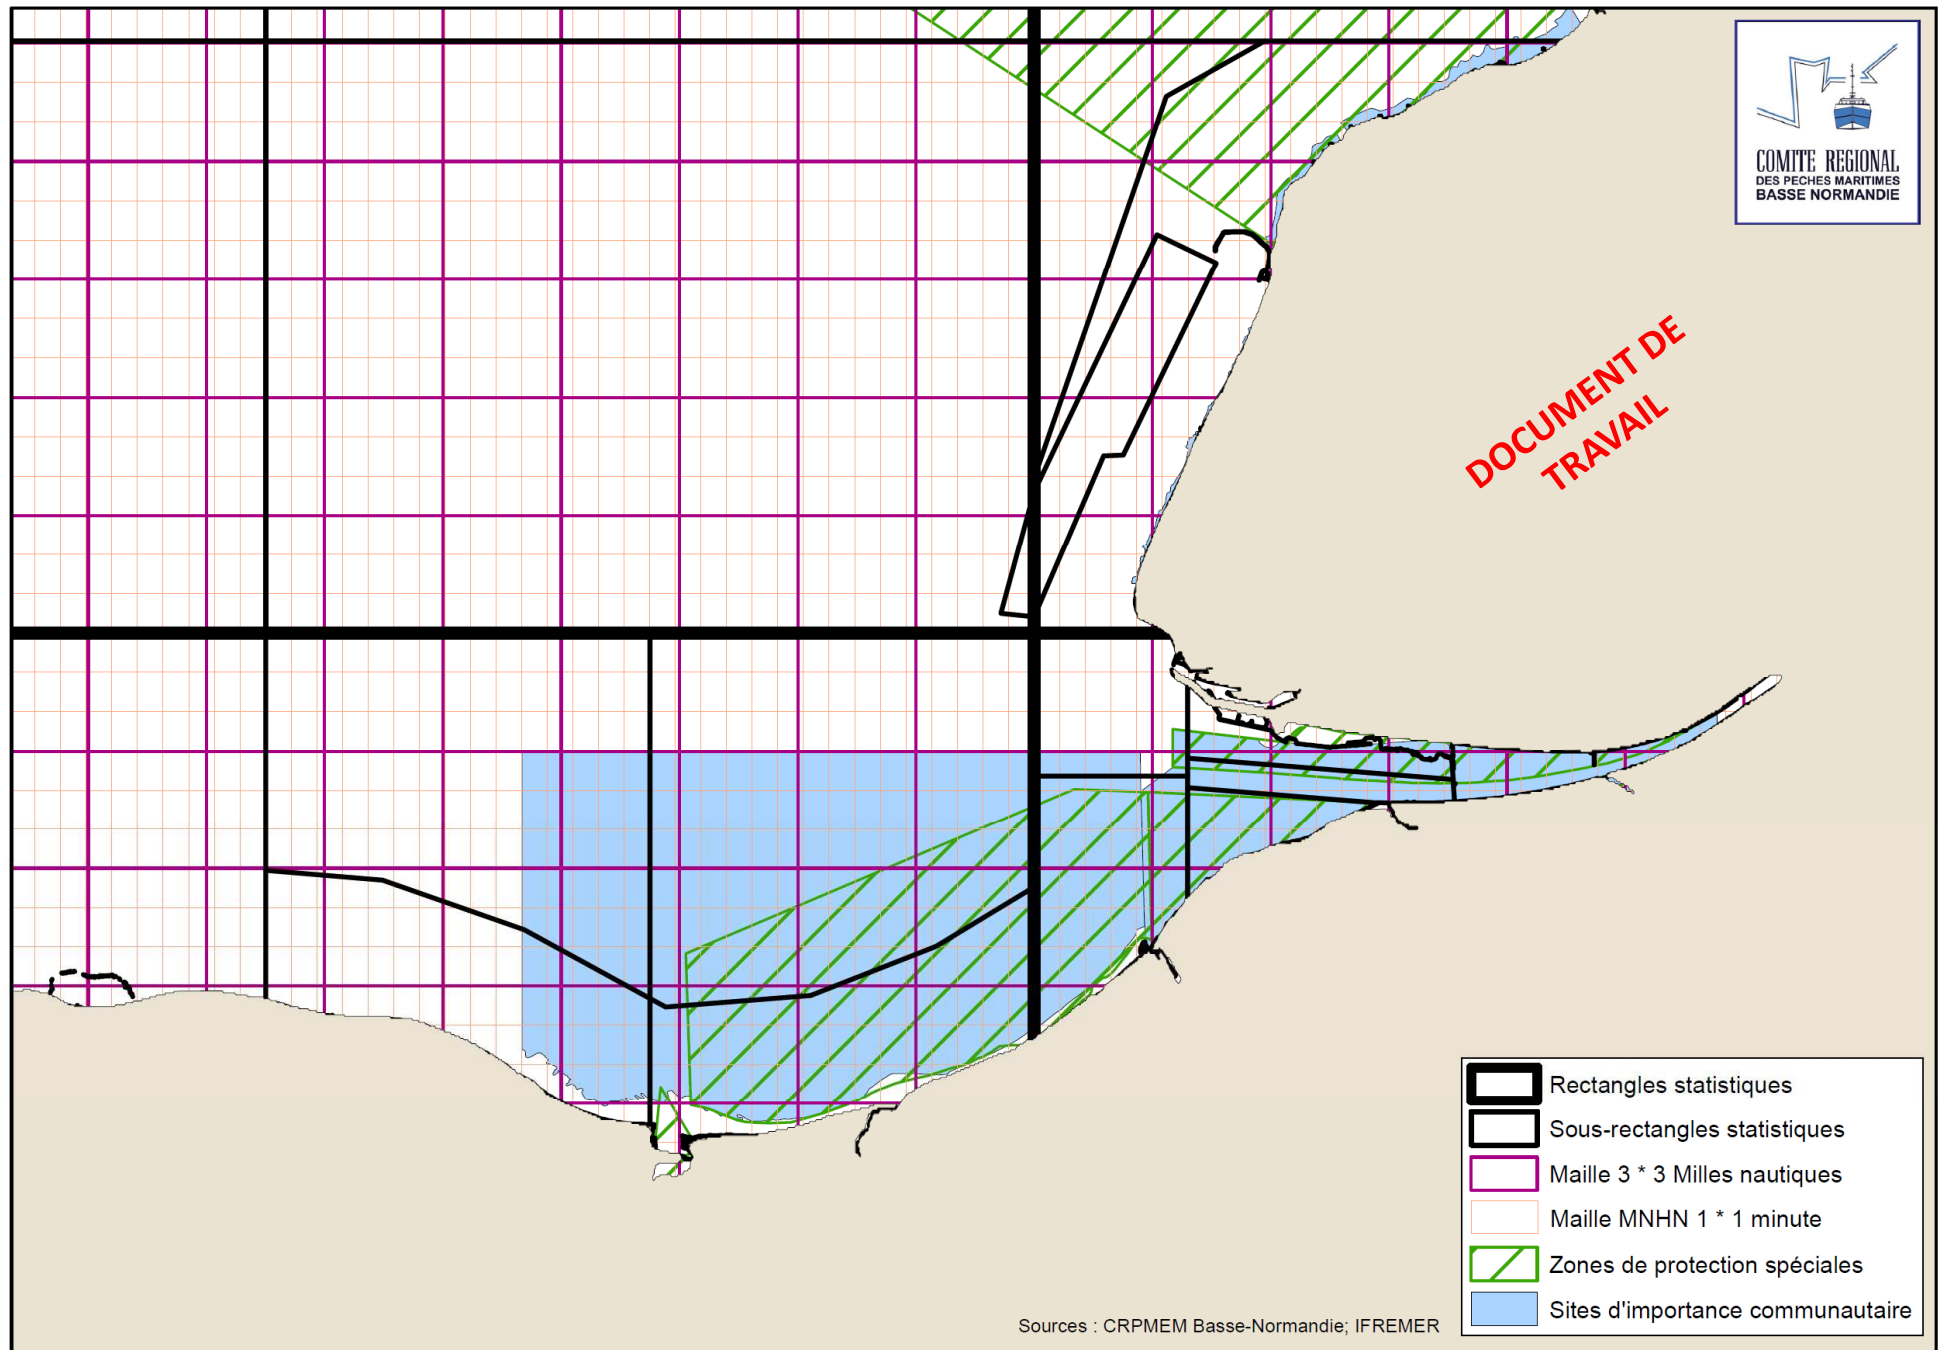 COMITE REGIONAL
DES PECHES MARITIMES
BASSE NORMANDIE
DOCUMENT DE
TRAVAIL
Rectangles statistiques
Sous-rectangles statistiques
Maille 3 * 3 Milles nautiques
Maille MNHN 1 * 1 minute
Zones de protection spéciales
Sites d'importance communautaire
Sources : CRPMEM Basse-Normandie; IFREMER